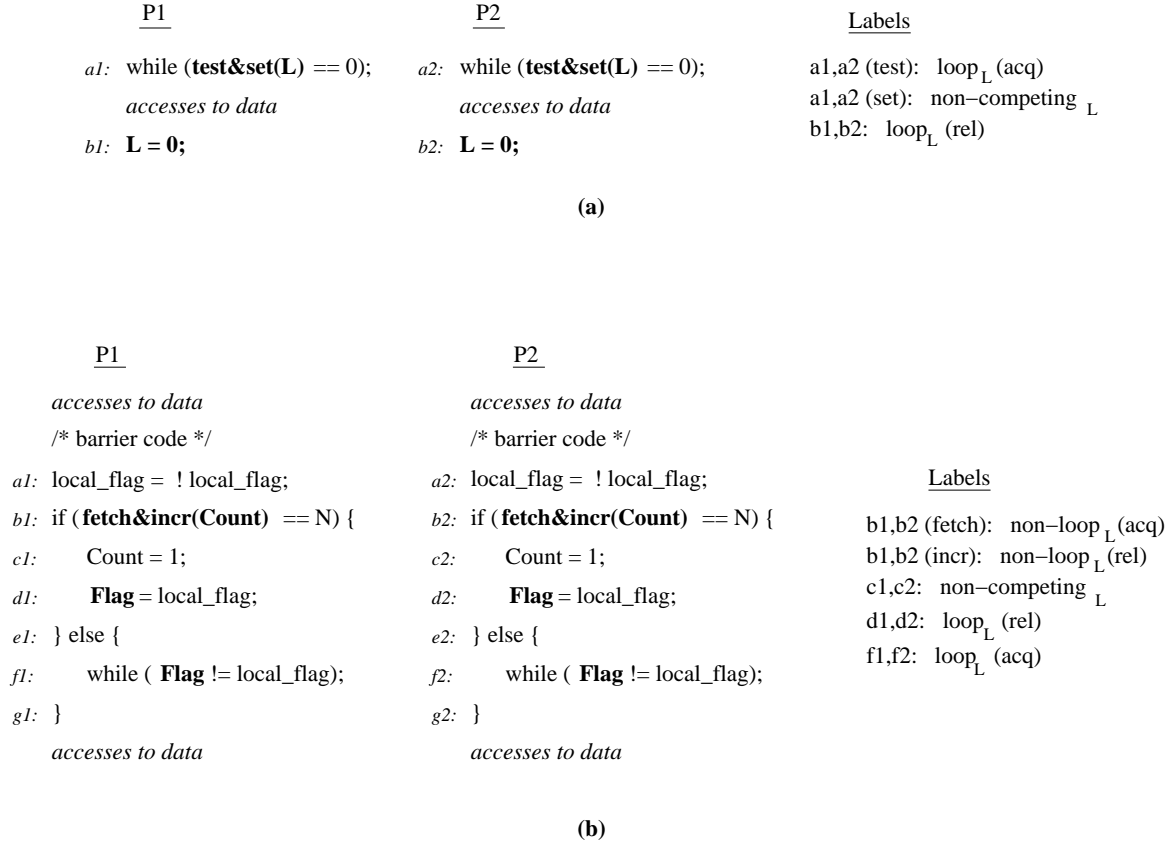 P1
a1: while (test&set(L) == 0);
accesses to data
b1: L = 0;
P2
a2: while (test&set(L) == 0);
accesses to data
b2: L = 0;
Labels
a1,a2 (test): loop_L (acq)
a1,a2 (set): non−competing_L
b1,b2: loop_L (rel)
(a)
P1
accesses to data
/* barrier code */
a1: local_flag = ! local_flag;
b1: if (fetch&incr(Count) == N) {
c1: Count = 1;
d1: Flag = local_flag;
e1: } else {
f1: while ( Flag != local_flag);
g1: }
accesses to data
P2
accesses to data
/* barrier code */
a2: local_flag = ! local_flag;
b2: if (fetch&incr(Count) == N) {
c2: Count = 1;
d2: Flag = local_flag;
e2: } else {
f2: while ( Flag != local_flag);
g2: }
accesses to data
Labels
b1,b2 (fetch): non−loop_L (acq)
b1,b2 (incr): non−loop_L (rel)
c1,c2: non−competing_L
d1,d2: loop_L (rel)
f1,f2: loop_L (acq)
(b)